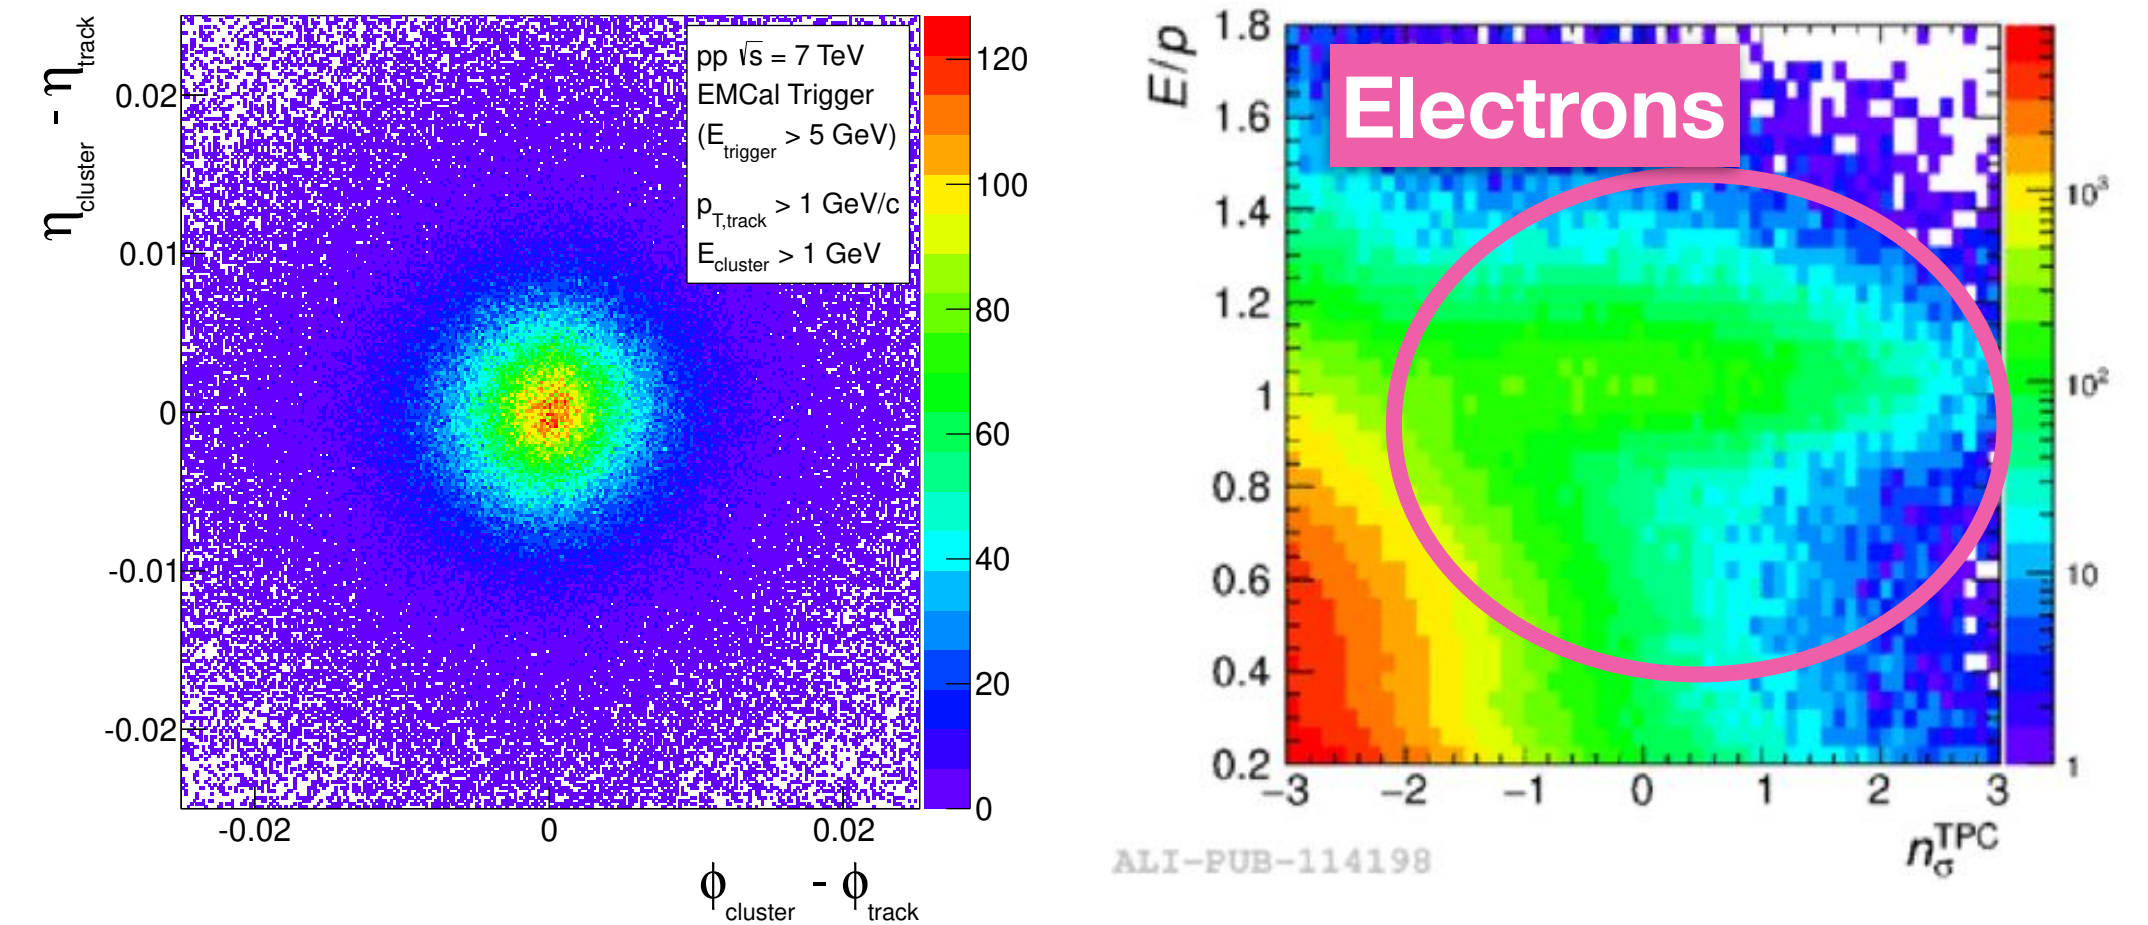 η_cluster - η_track
0.02
0.01
0
-0.01
-0.02
pp √s = 7 TeV
EMCal Trigger
(E_trigger > 5 GeV)
p_T,track > 1 GeV/c
E_cluster > 1 GeV
120
100
80
60
40
20
0
-0.02 0 0.02
ϕ_cluster - ϕ_track
E/p
1.8
1.6
1.4
1.2
1
0.8
0.6
0.4
0.2
Electrons
10³
10²
10
1
−3 −2 −1 0 1 2 3
n_σ^TPC
ALI-PUB-114198